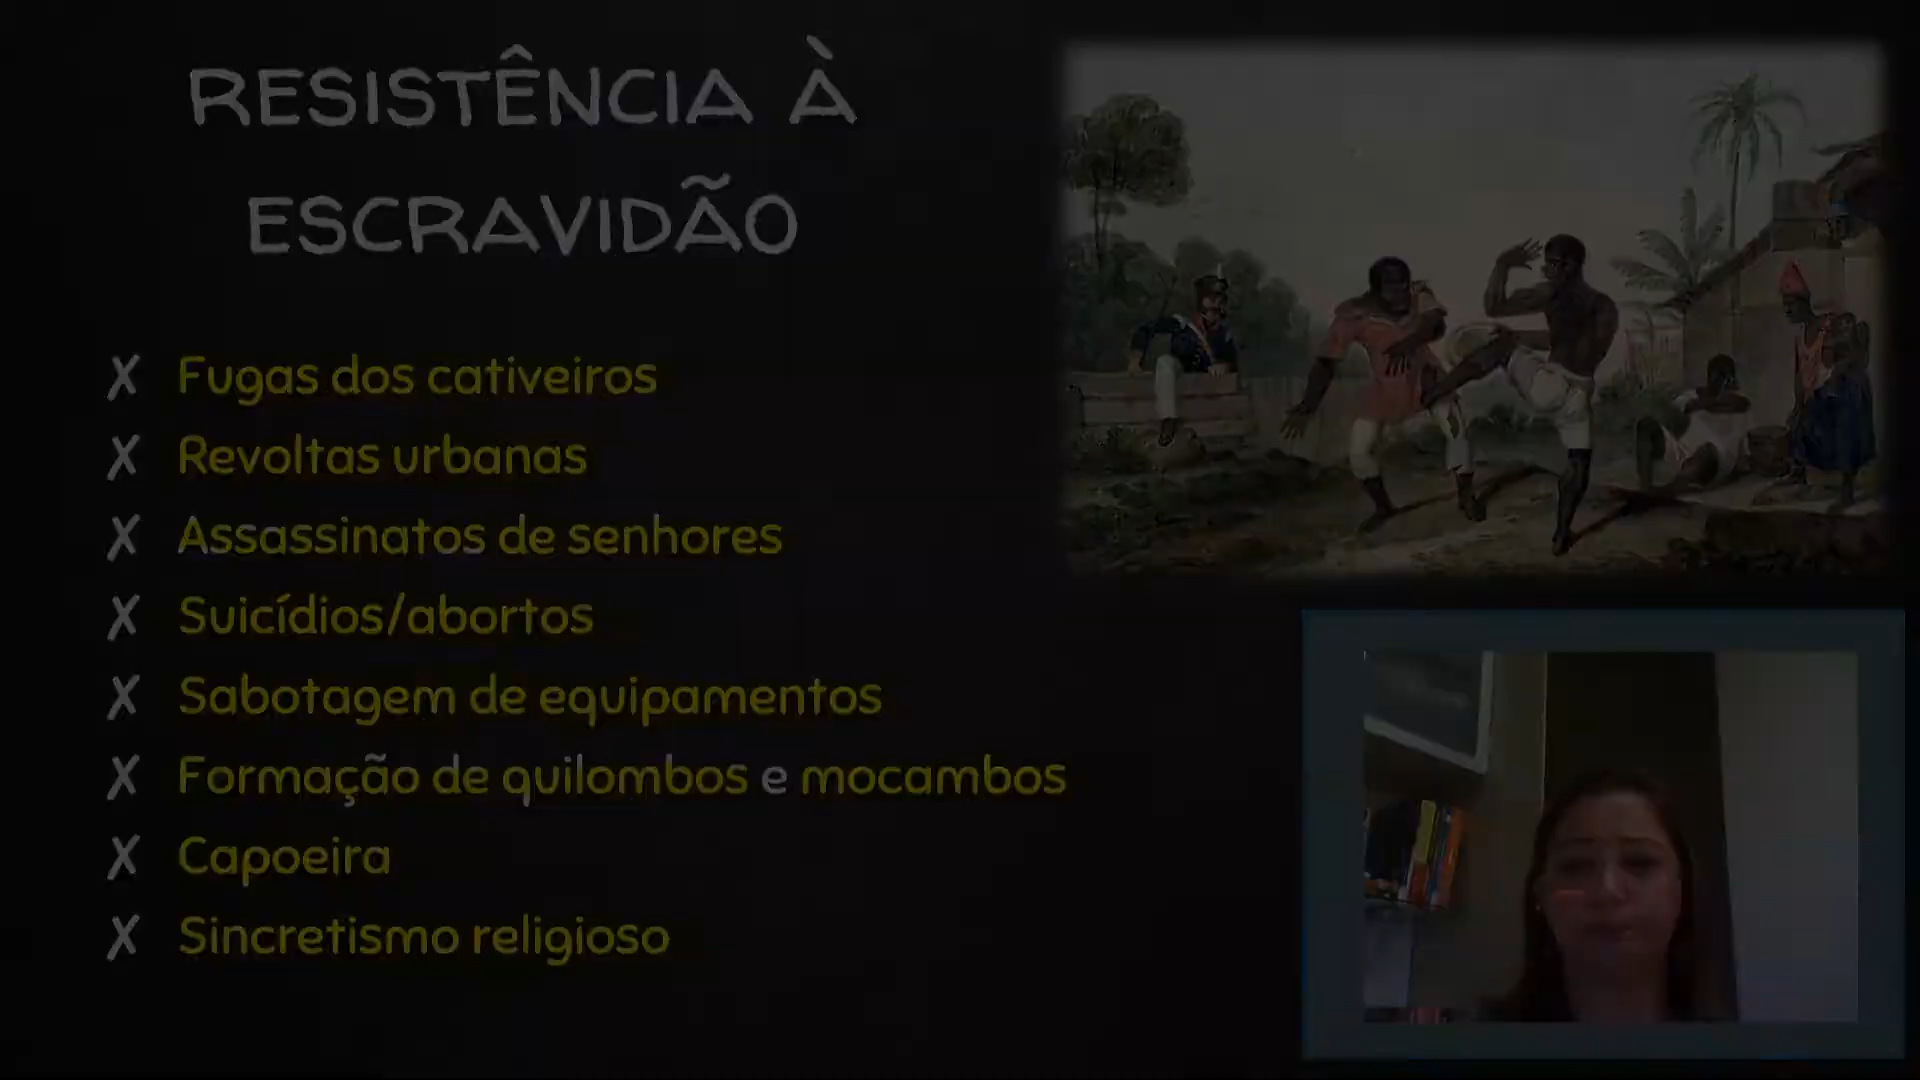 RESISTÊNCIA À
ESCRAVIDÃO
✗ Fugas dos cativeiros
✗ Revoltas urbanas
✗ Assassinatos de senhores
✗ Suicídios/abortos
✗ Sabotagem de equipamentos
✗ Formação de quilombos e mocambos
✗ Capoeira
✗ Sincretismo religioso